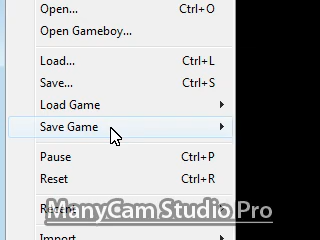 Open... Ctrl+O
Open Gameboy...
Load... Ctrl+L
Save... Ctrl+S
Load Game
Save Game
Pause Ctrl+P
Reset Ctrl+R
Recent
ManyCam Studio Pro
Import